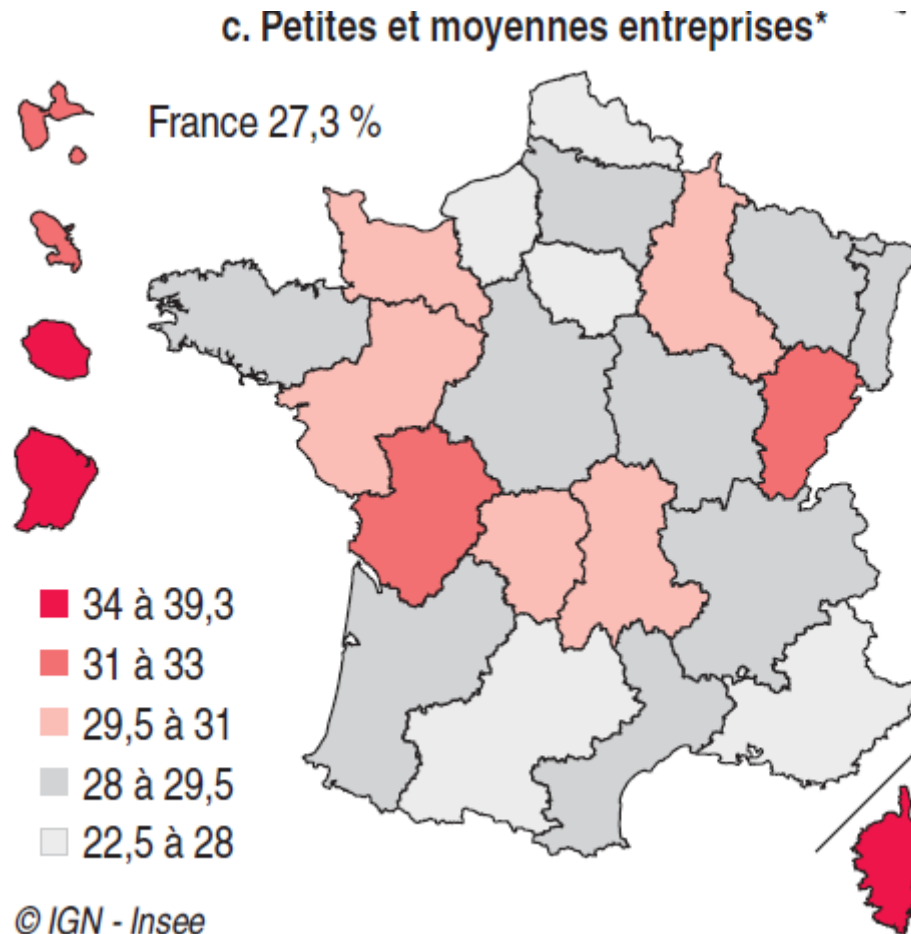 c. Petites et moyennes entreprises*
France 27,3 %
34 à 39,3
31 à 33
29,5 à 31
28 à 29,5
22,5 à 28
© IGN - Insee